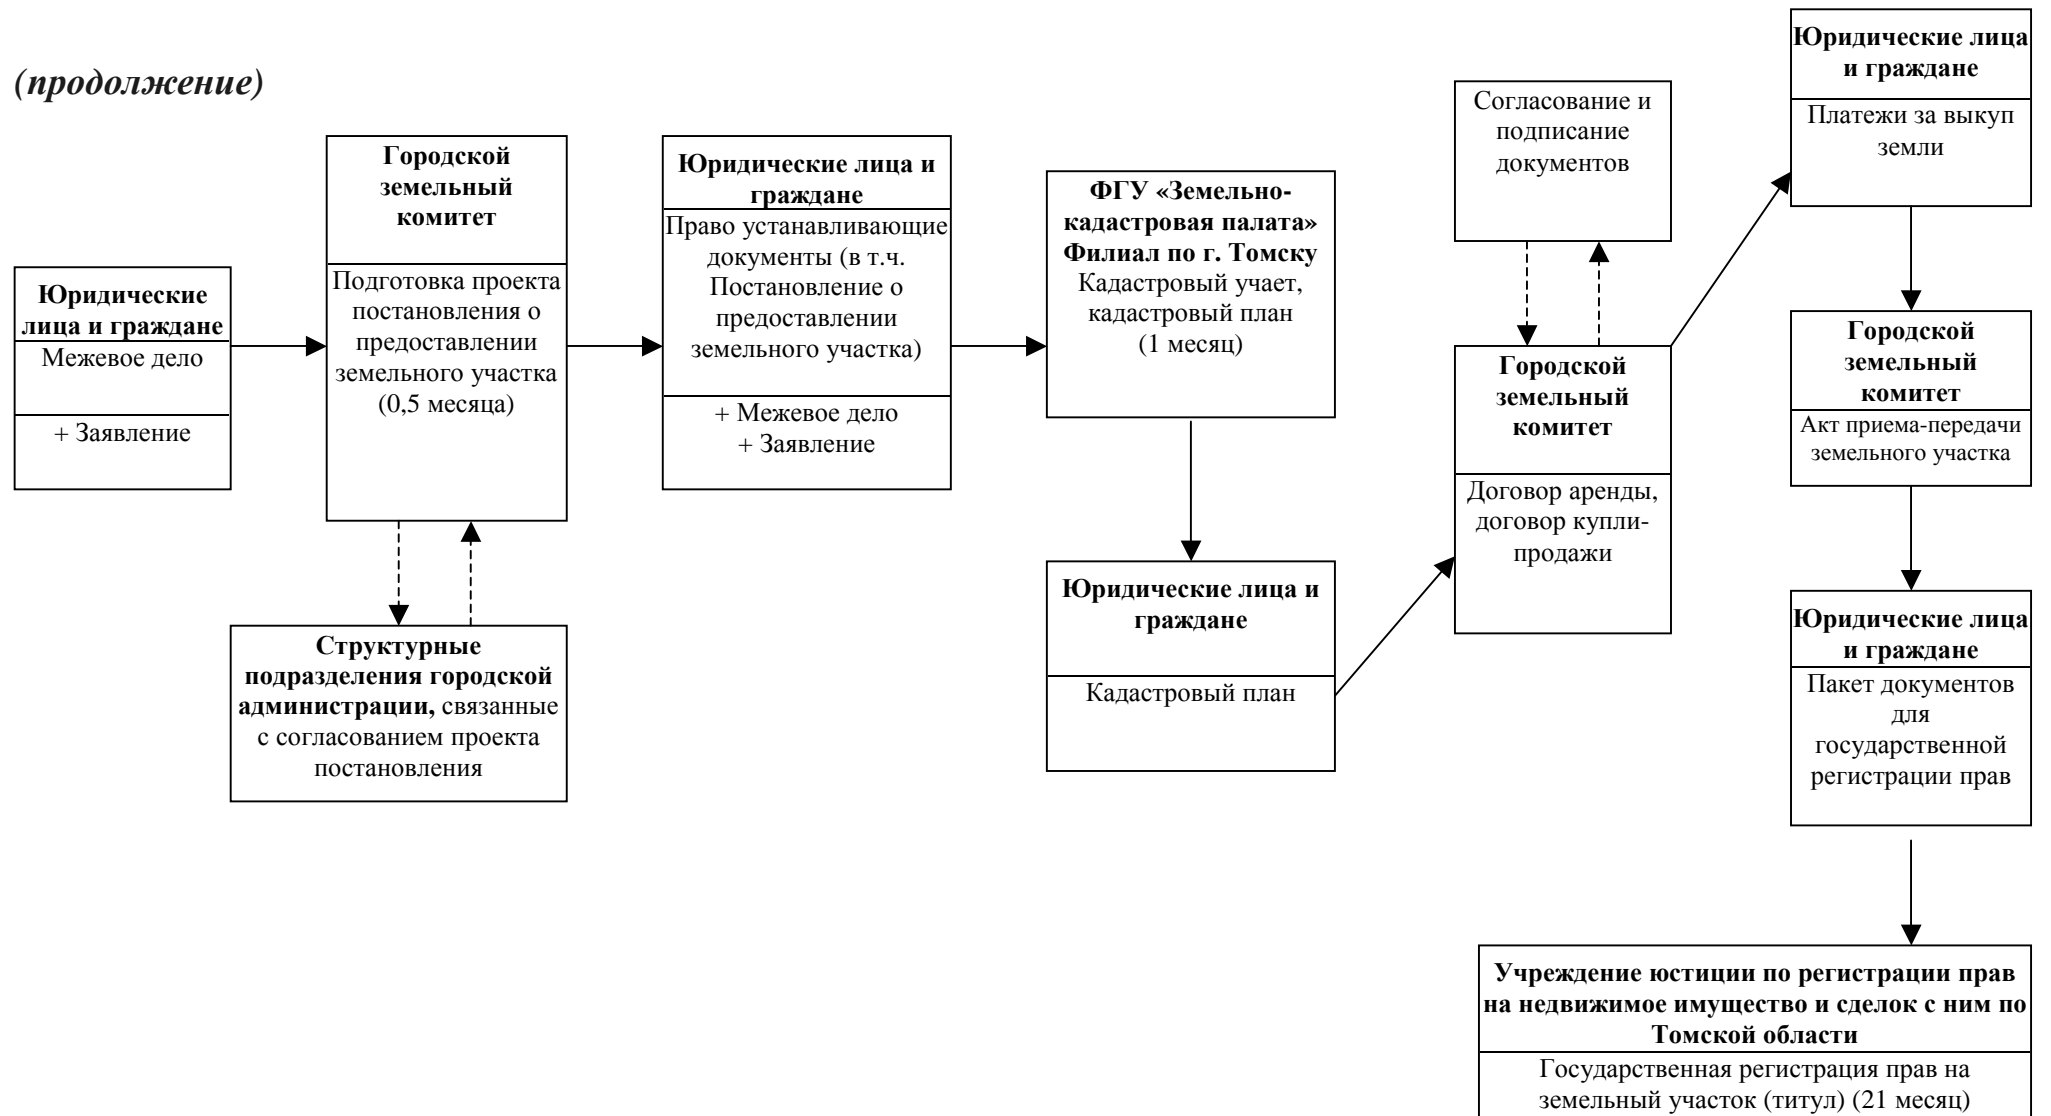 (продолжение)
Юридические
лица и граждане
Межевое дело
+ Заявление
Городской
земельный
комитет
Подготовка проекта
постановления о
предоставлении
земельного участка
(0,5 месяца)
Структурные
подразделения городской
администрации, связанные
с согласованием проекта
постановления
Юридические лица и
граждане
Право устанавливающие
документы (в т.ч.
Постановление о
предоставлении
земельного участка)
+ Межевое дело
+ Заявление
ФГУ «Земельно-
кадастровая палата»
Филиал по г. Томску
Кадастровый учает,
кадастровый план
(1 месяц)
Юридические лица и
граждане
Кадастровый план
Согласование и
подписание
документов
Городской
земельный
комитет
Договор аренды,
договор купли-
продажи
Юридические лица
и граждане
Платежи за выкуп
земли
Городской
земельный
комитет
Акт приема-передачи
земельного участка
Юридические лица
и граждане
Пакет документов
для
государственной
регистрации прав
Учреждение юстиции по регистрации прав
на недвижимое имущество и сделок с ним по
Томской области
Государственная регистрация прав на
земельный участок (титул) (21 месяц)